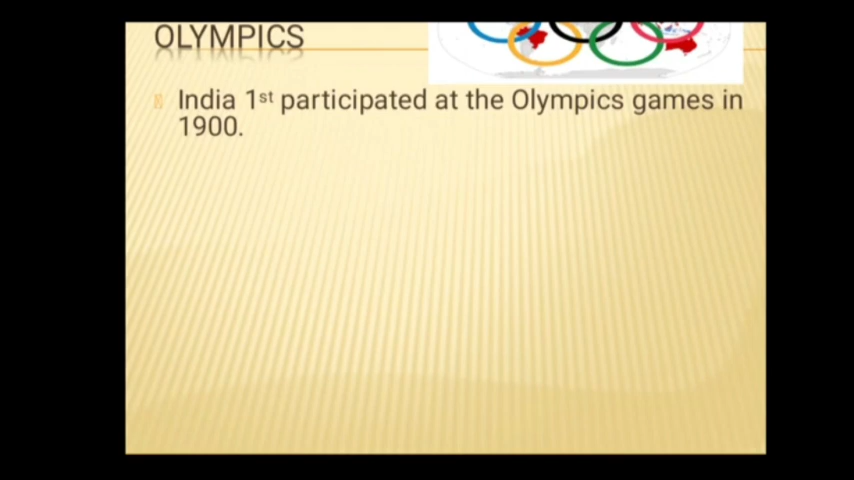 OLYMPICS
India 1st participated at the Olympics games in
1900.